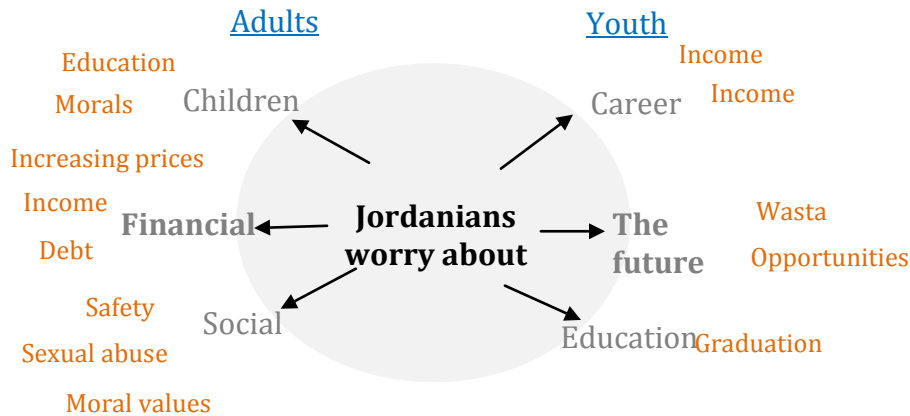 Adults
Youth
Education
Morals
Children
Increasing prices
Income
Debt
Financial
Safety
Sexual abuse
Moral values
Social
Jordanians
worry about
Career
Income
Income
The
future
Wasta
Opportunities
Education
Graduation